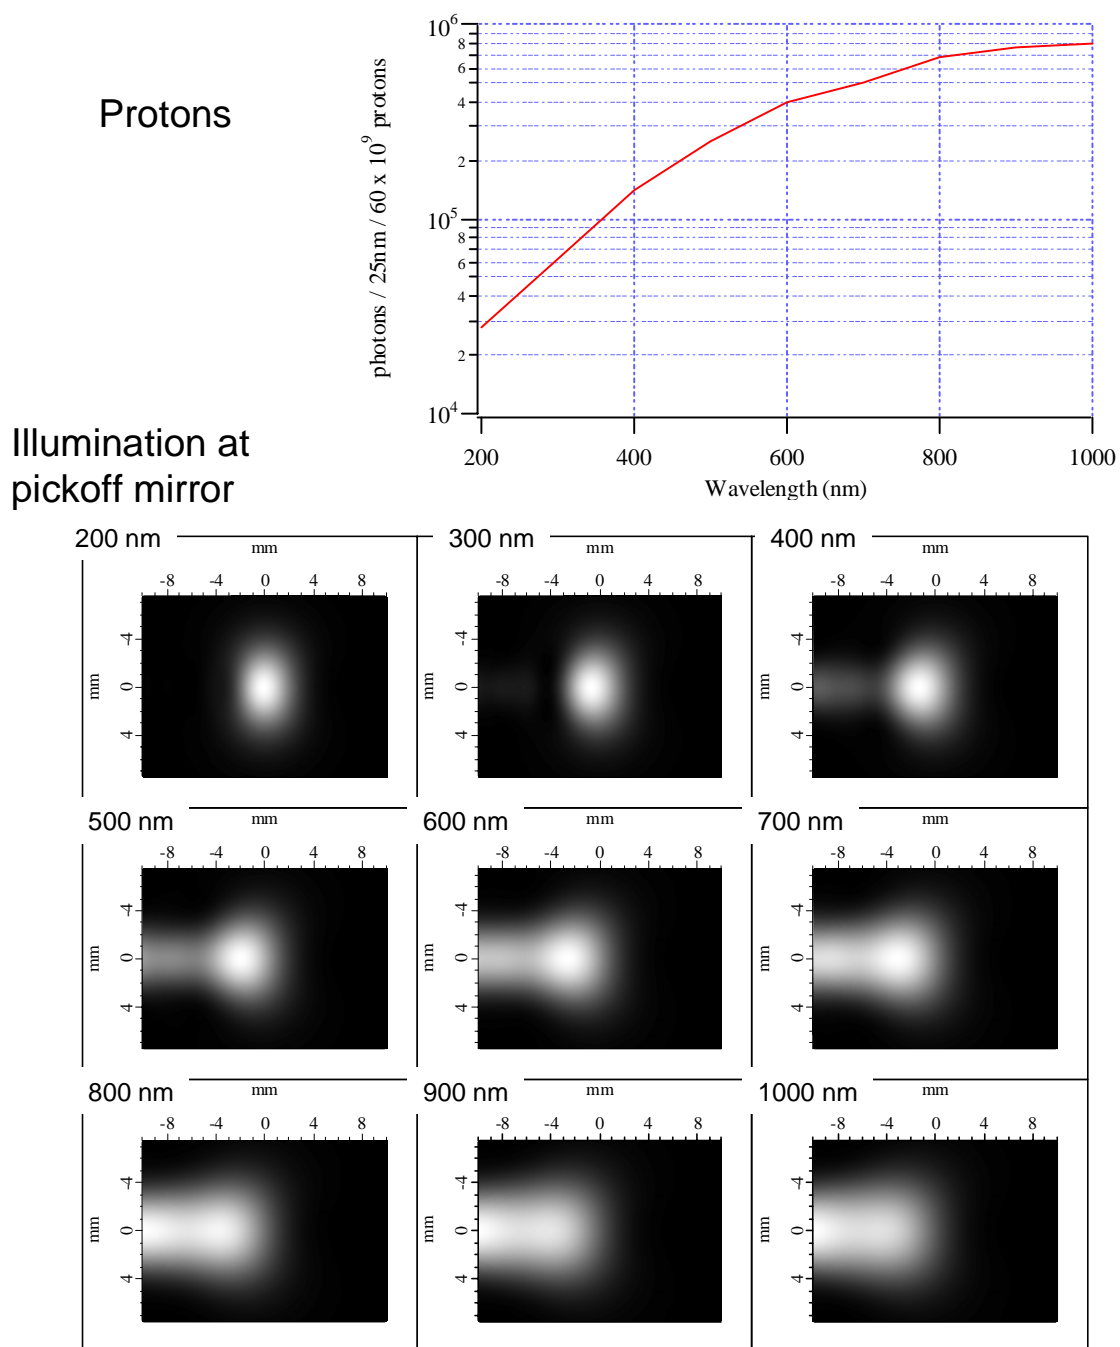 Protons
photons / 25nm / 60 x 10^9 protons
10^6
8
6
4
2
10^5
8
6
4
2
10^4
200 400 600 800 1000
Wavelength (nm)
Illumination at
pickoff mirror
200 nm 300 nm 400 nm
mm mm mm
-8 -4 0 4 8 -8 -4 0 4 8 -8 -4 0 4 8
-4 -4 -4
mm 0 mm 0 mm 0
4 4 4
500 nm 600 nm 700 nm
mm mm mm
-8 -4 0 4 8 -8 -4 0 4 8 -8 -4 0 4 8
-4 -4 -4
mm 0 mm 0 mm 0
4 4 4
800 nm 900 nm 1000 nm
mm mm mm
-8 -4 0 4 8 -8 -4 0 4 8 -8 -4 0 4 8
-4 -4 -4
mm 0 mm 0 mm 0
4 4 4